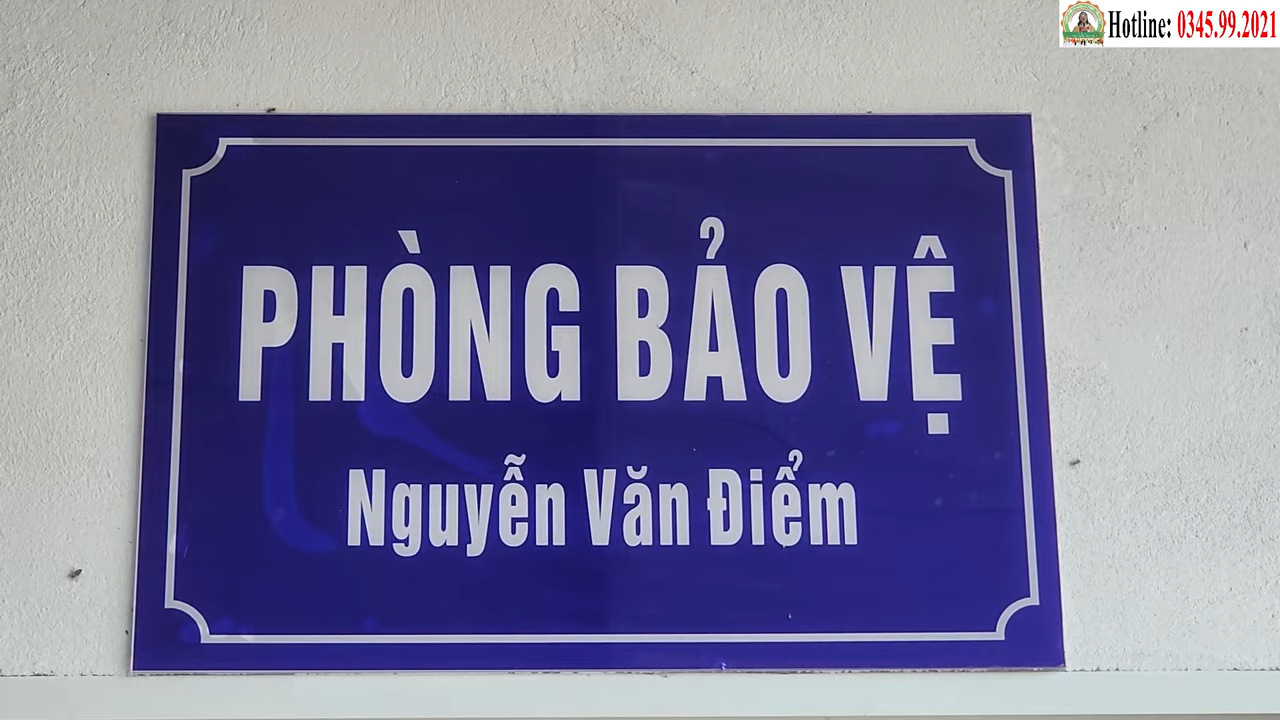 Hotline: 0345.99.2021
PHÒNG BẢO VỆ
Nguyễn Văn Điểm